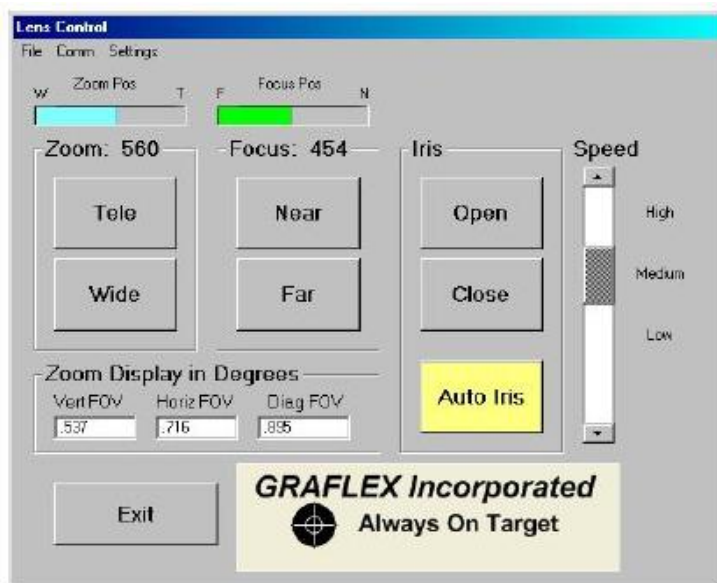 Lens Control
File Comm Settings
Zoom Pos Focus Pos
W T F N
Zoom: 560 Focus: 454 Iris Speed
Tele Near Open High
Medium
Wide Far Close
Low
Zoom Display in Degrees
Vert FOV Horiz FOV Diag FOV Auto Iris
.537 .716 .895
Exit
GRAFLEX Incorporated
Always On Target